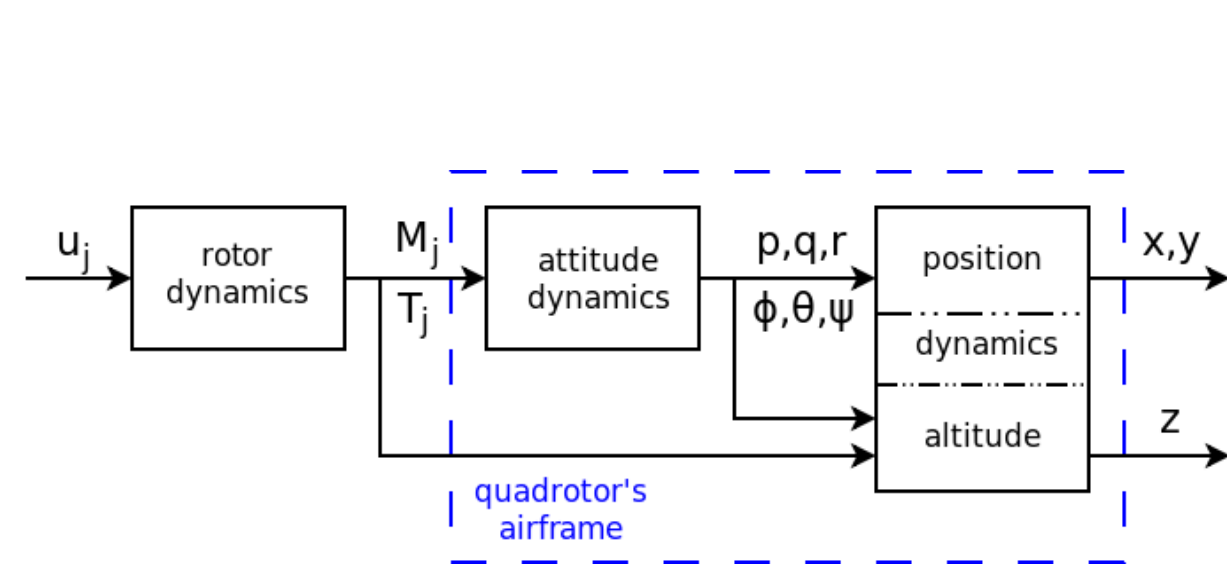 u_j
rotor
dynamics
M_j
T_j
attitude
dynamics
p,q,r
ϕ,θ,ψ
position
dynamics
altitude
x,y
z
quadrotor's
airframe